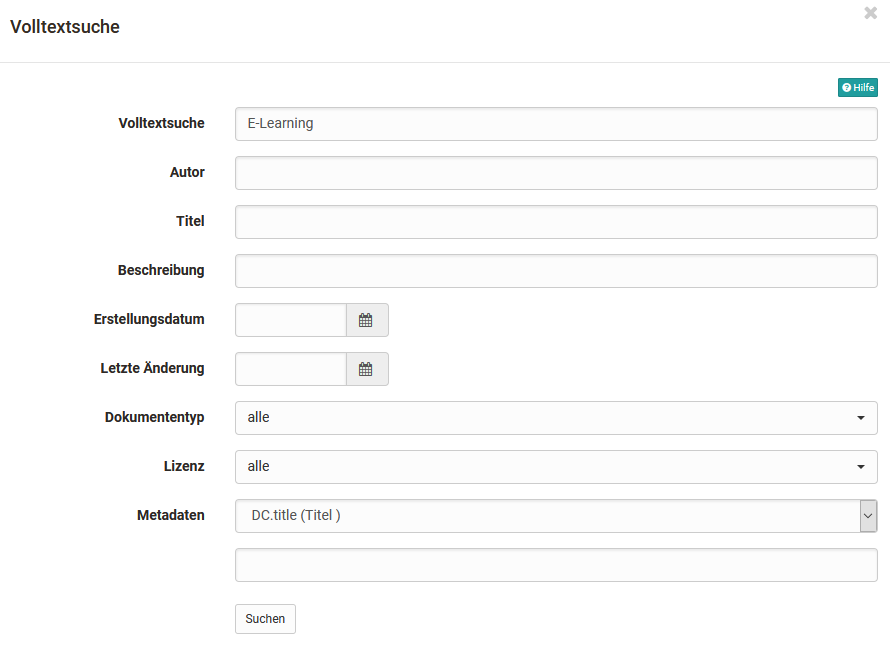 Volltextsuche
Hilfe
Volltextsuche E-Learning
Autor
Titel
Beschreibung
Erstellungsdatum
Letzte Änderung
Dokumententyp alle
Lizenz alle
Metadaten DC.title (Titel )
Suchen